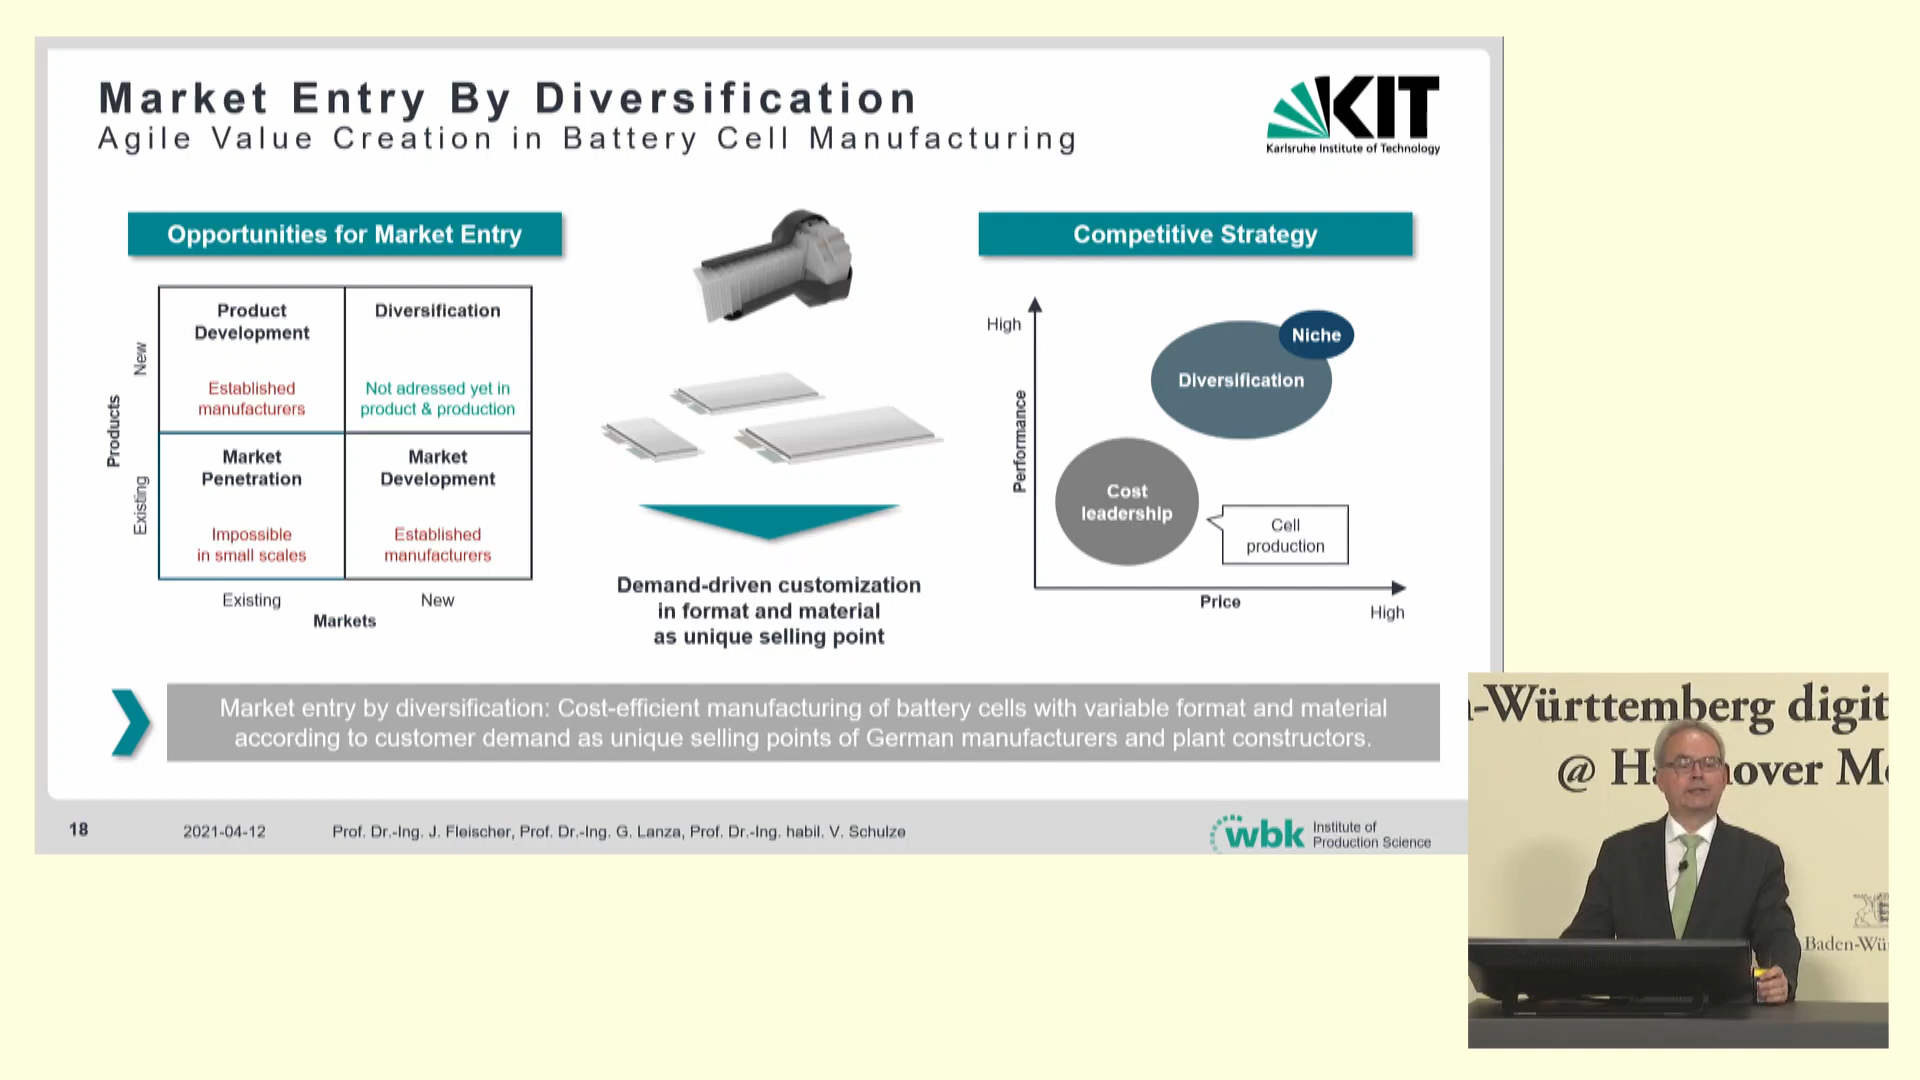 Market Entry By Diversification
Agile Value Creation in Battery Cell Manufacturing
KIT
Karlsruhe Institute of Technology
Opportunities for Market Entry
Products
New
Existing
Product
Development
Established
manufacturers
Diversification
Not adressed yet in
product & production
Market
Penetration
Impossible
in small scales
Market
Development
Established
manufacturers
Existing
New
Markets
Demand-driven customization
in format and material
as unique selling point
Competitive Strategy
High
Performance
Niche
Diversification
Cost
leadership
Cell
production
Price
High
Market entry by diversification: Cost-efficient manufacturing of battery cells with variable format and material
according to customer demand as unique selling points of German manufacturers and plant constructors.
18
2021-04-12
Prof. Dr.-Ing. J. Fleischer, Prof. Dr.-Ing. G. Lanza, Prof. Dr.-Ing. habil. V. Schulze
wbk
Institute of
Production Science
-Württemberg digit
@ Ha nover M
Baden-Wü